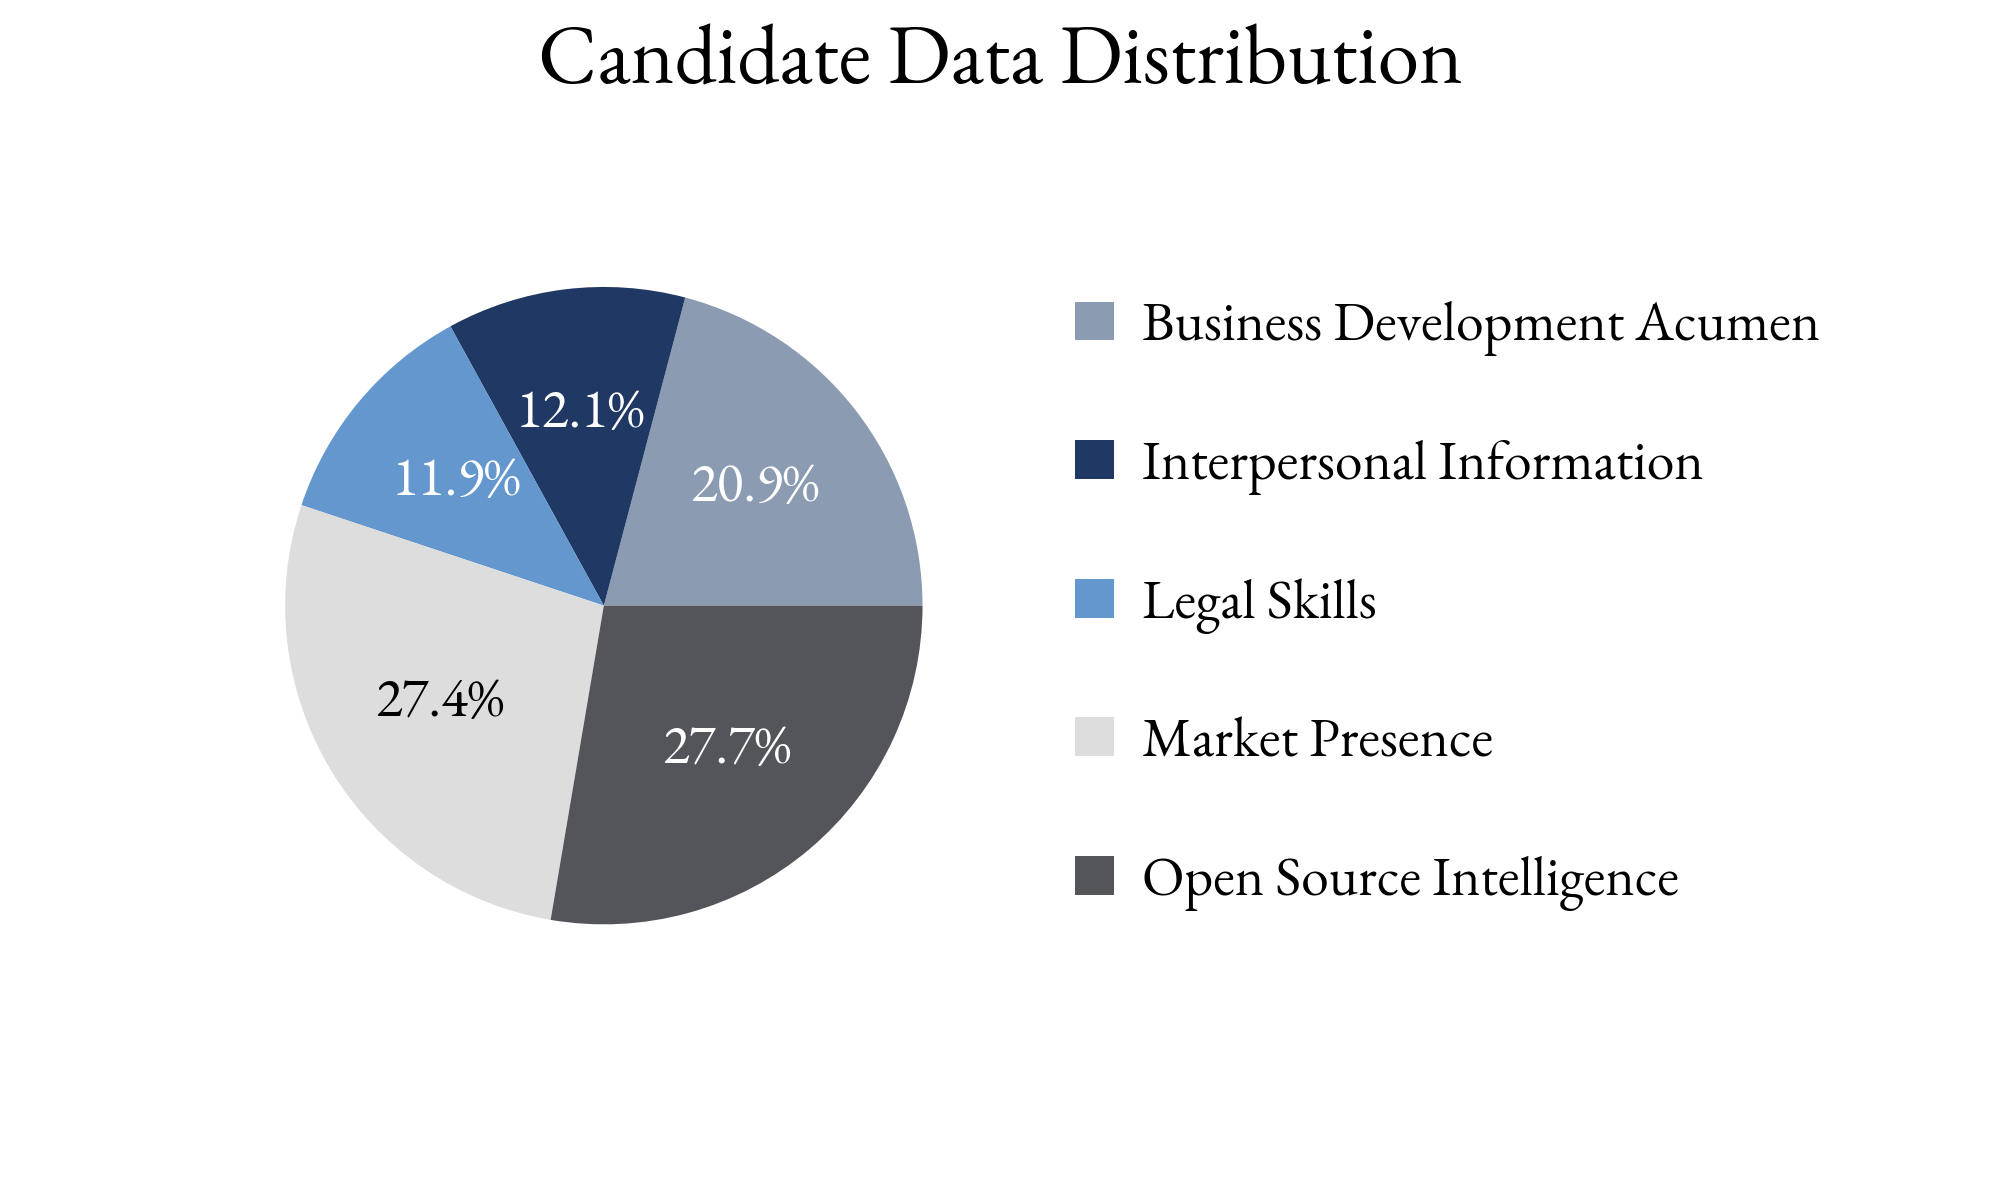 Candidate Data Distribution
12.1%
20.9%
11.9%
27.4%
27.7%
Business Development Acumen
Interpersonal Information
Legal Skills
Market Presence
Open Source Intelligence